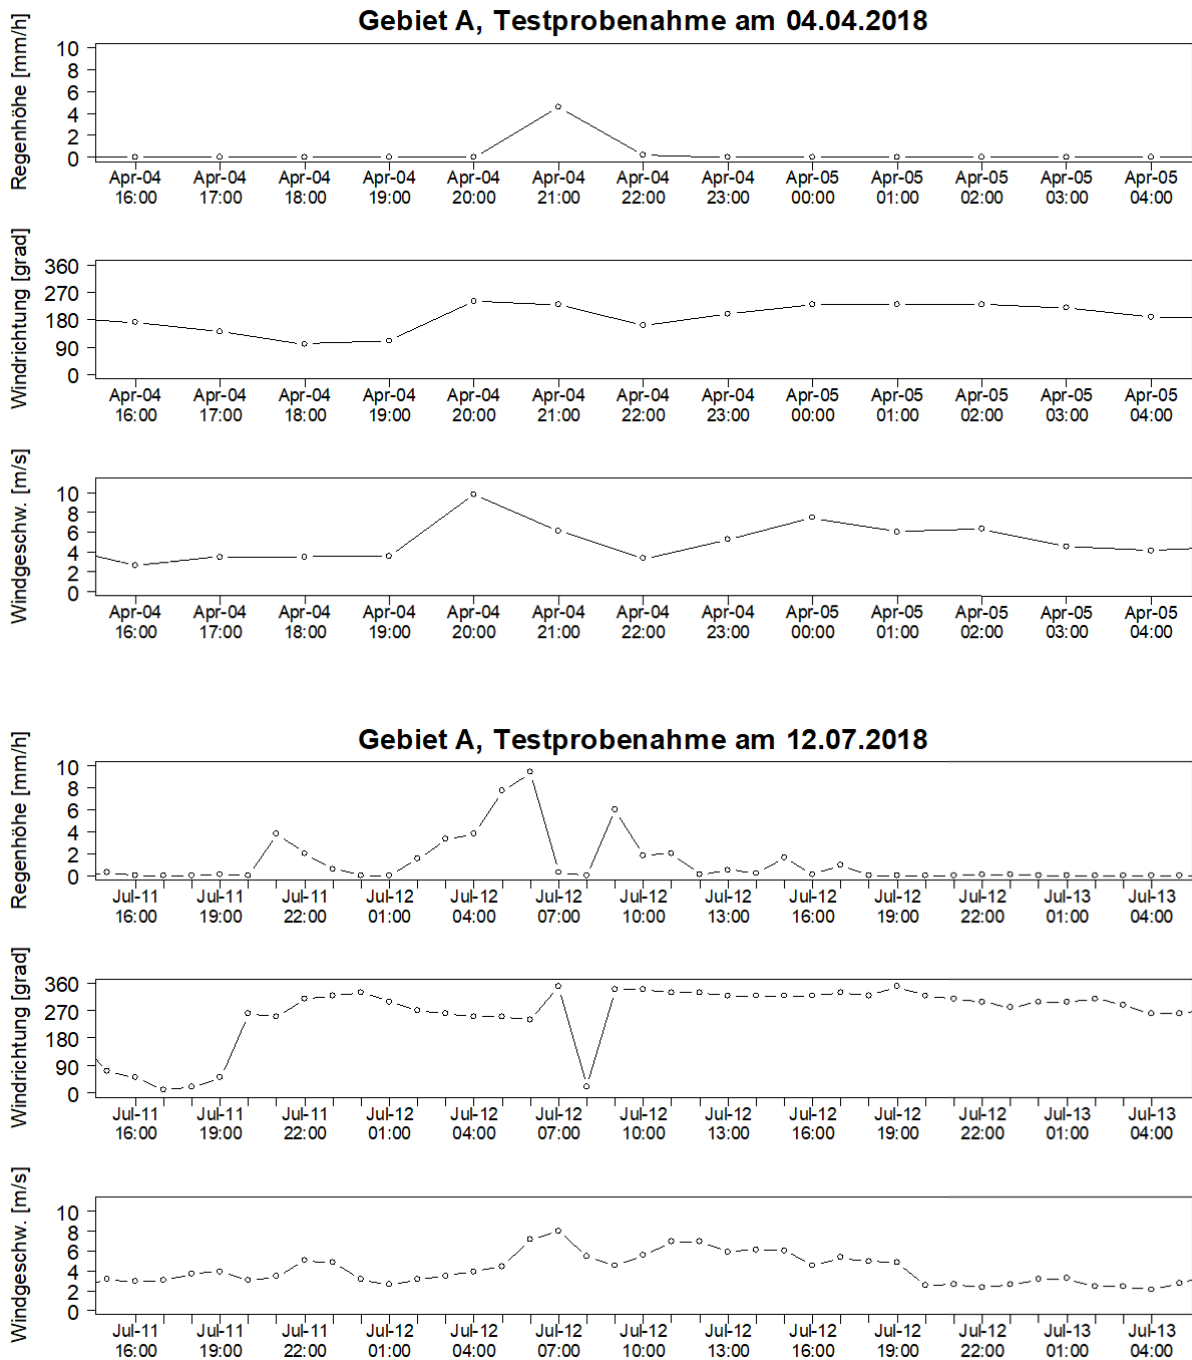 Gebiet A, Testprobenahme am 04.04.2018
Regenhöhe [mm/h]
10
8
6
4
2
0
Apr-04 Apr-04 Apr-04 Apr-04 Apr-04 Apr-04 Apr-04 Apr-04 Apr-05 Apr-05 Apr-05 Apr-05 Apr-05
16:00 17:00 18:00 19:00 20:00 21:00 22:00 23:00 00:00 01:00 02:00 03:00 04:00
Windrichtung [grad]
360
270
180
90
0
Apr-04 Apr-04 Apr-04 Apr-04 Apr-04 Apr-04 Apr-04 Apr-04 Apr-05 Apr-05 Apr-05 Apr-05 Apr-05
16:00 17:00 18:00 19:00 20:00 21:00 22:00 23:00 00:00 01:00 02:00 03:00 04:00
Windgeschw. [m/s]
10
8
6
4
2
0
Apr-04 Apr-04 Apr-04 Apr-04 Apr-04 Apr-04 Apr-04 Apr-04 Apr-05 Apr-05 Apr-05 Apr-05 Apr-05
16:00 17:00 18:00 19:00 20:00 21:00 22:00 23:00 00:00 01:00 02:00 03:00 04:00
Gebiet A, Testprobenahme am 12.07.2018
Regenhöhe [mm/h]
10
8
6
4
2
0
Jul-11 Jul-11 Jul-11 Jul-12 Jul-12 Jul-12 Jul-12 Jul-12 Jul-12 Jul-12 Jul-12 Jul-13 Jul-13
16:00 19:00 22:00 01:00 04:00 07:00 10:00 13:00 16:00 19:00 22:00 01:00 04:00
Windrichtung [grad]
360
270
180
90
0
Jul-11 Jul-11 Jul-11 Jul-12 Jul-12 Jul-12 Jul-12 Jul-12 Jul-12 Jul-12 Jul-12 Jul-13 Jul-13
16:00 19:00 22:00 01:00 04:00 07:00 10:00 13:00 16:00 19:00 22:00 01:00 04:00
Windgeschw. [m/s]
10
8
6
4
2
0
Jul-11 Jul-11 Jul-11 Jul-12 Jul-12 Jul-12 Jul-12 Jul-12 Jul-12 Jul-12 Jul-12 Jul-13 Jul-13
16:00 19:00 22:00 01:00 04:00 07:00 10:00 13:00 16:00 19:00 22:00 01:00 04:00